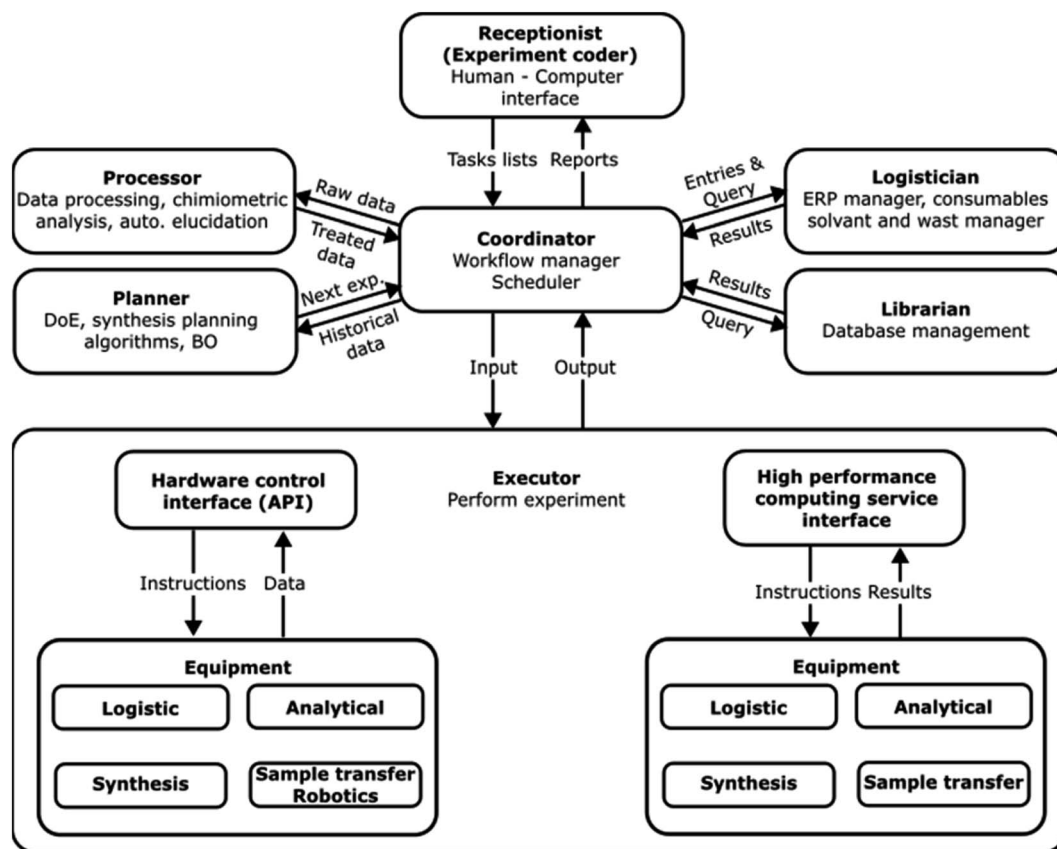 Receptionist
(Experiment coder)
Human - Computer
interface
Tasks lists
Reports
Processor
Data processing, chimiometric
analysis, auto. elucidation
Raw data
Treated
data
Entries &
Query
Results
Logistician
ERP manager, consumables
solvant and wast manager
Coordinator
Workflow manager
Scheduler
Planner
DoE, synthesis planning
algorithms, BO
Next exp.
Historical
data
Results
Query
Librarian
Database management
Input
Output
Executor
Perform experiment
Hardware control
interface (API)
Instructions
Data
Equipment
Logistic
Analytical
Synthesis
Sample transfer
Robotics
High performance
computing service
interface
Instructions
Results
Equipment
Logistic
Analytical
Synthesis
Sample transfer